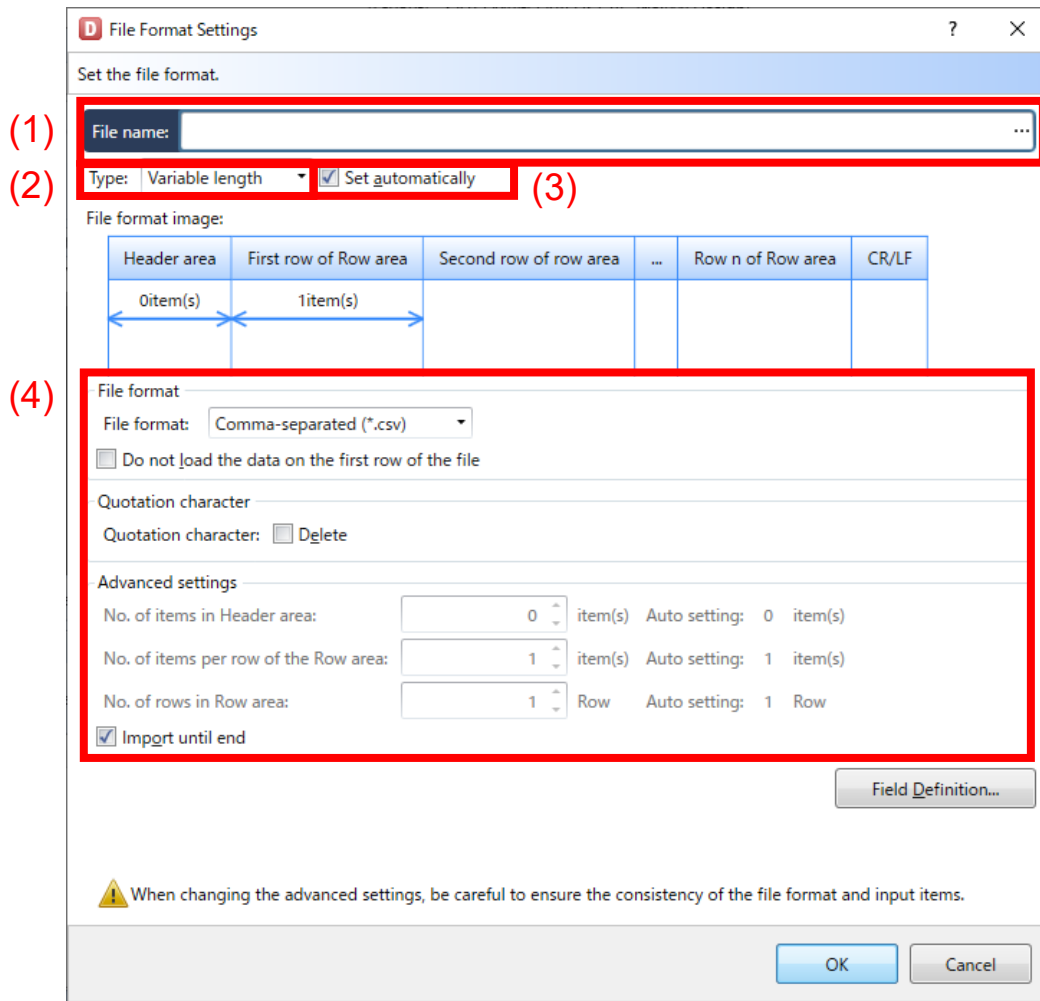 D File Format Settings ? ×
Set the file format.
(1) File name: ...
(2) Type: Variable length Set automatically (3)
File format image:
Header area First row of Row area Second row of row area ... Row n of Row area CR/LF
0item(s) 1item(s)
(4) File format
File format: Comma-separated (*.csv)
Do not load the data on the first row of the file
Quotation character
Quotation character: Delete
Advanced settings
No. of items in Header area: 0 item(s) Auto setting: 0 item(s)
No. of items per row of the Row area: 1 item(s) Auto setting: 1 item(s)
No. of rows in Row area: 1 Row Auto setting: 1 Row
Import until end
Field Definition...
When changing the advanced settings, be careful to ensure the consistency of the file format and input items.
OK Cancel